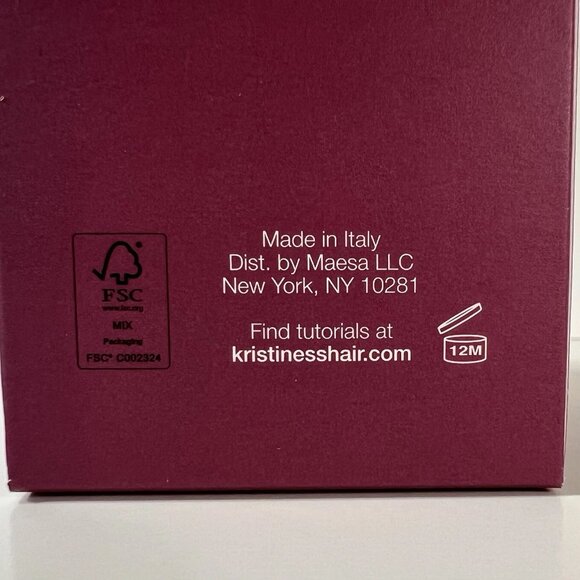 FSC
www.fsc.org
MIX
Packaging
FSC® C002324
Made in Italy
Dist. by Maesa LLC
New York, NY 10281
Find tutorials at
kristinesshair.com
12M